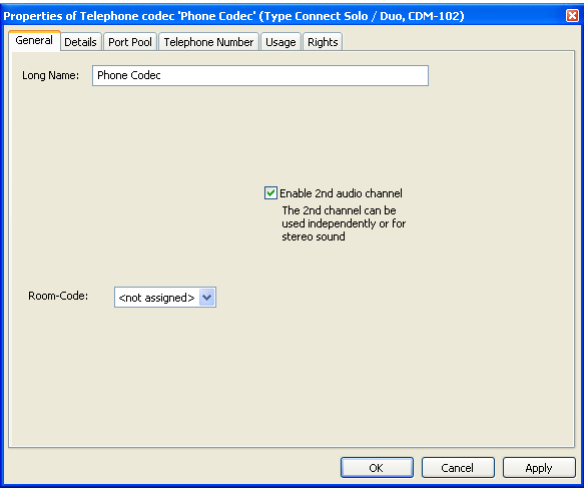 Properties of Telephone codec 'Phone Codec' (Type Connect Solo / Duo, CDM-102)
General Details Port Pool Telephone Number Usage Rights
Long Name: Phone Codec
Enable 2nd audio channel
The 2nd channel can be
used independently or for
stereo sound
Room-Code: <not assigned>
OK Cancel Apply